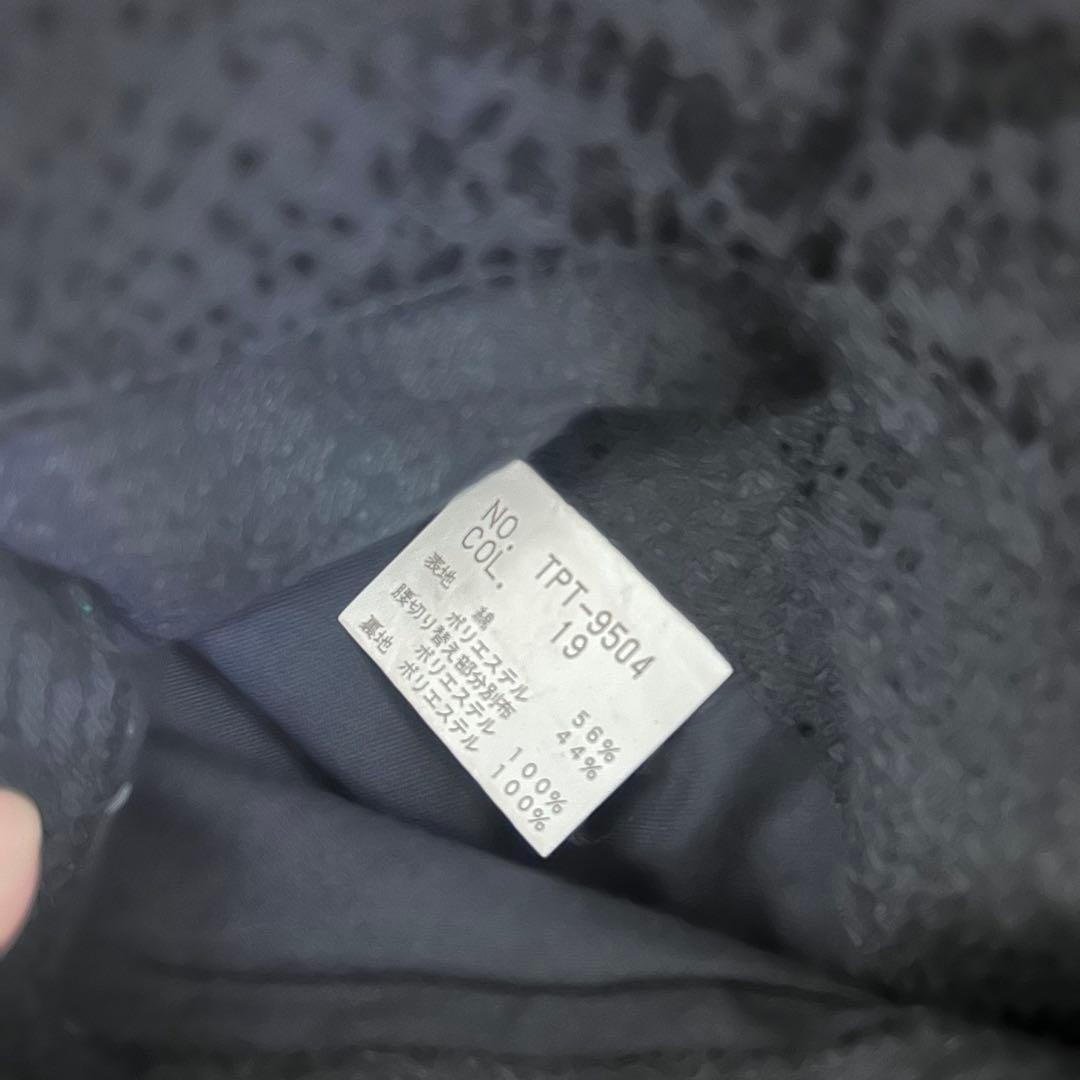 NO. TPT-9504
COL. 19
表地 綿 56%
ポリエステル 44%
腰切り替え部分別布
ポリエステル 100%
裏地 ポリエステル 100%